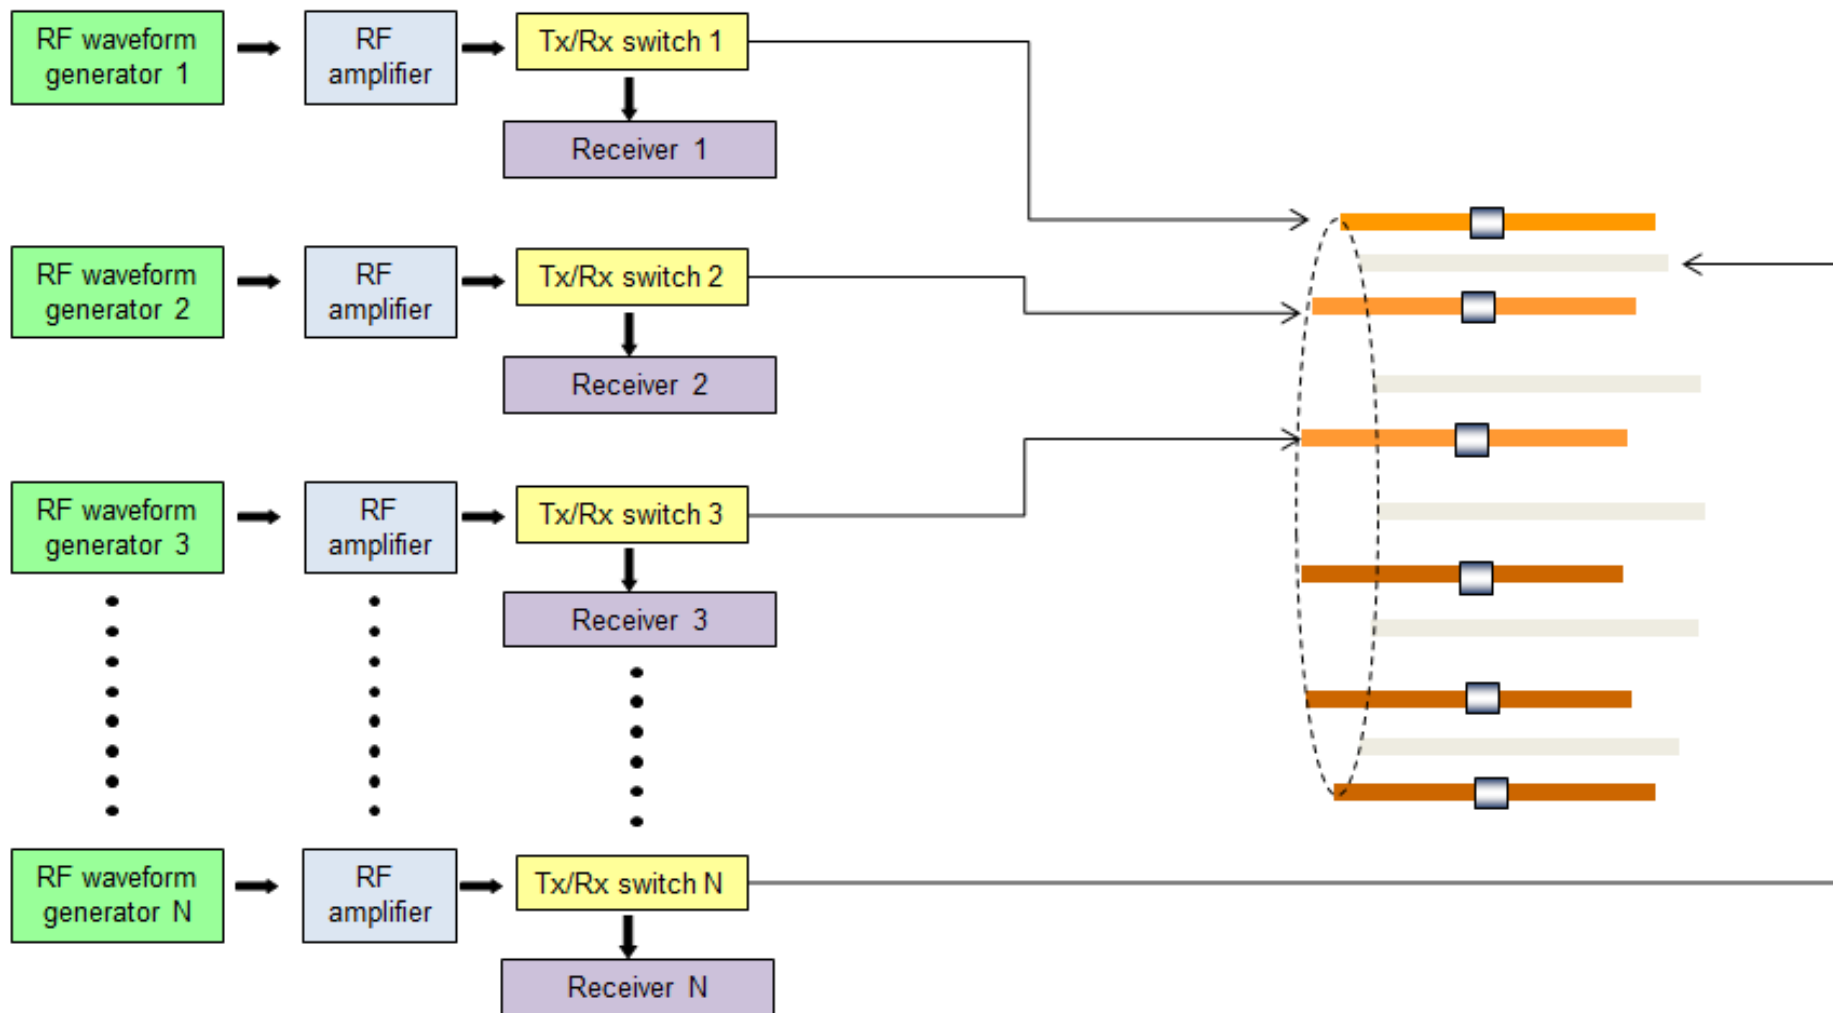 RF waveform
generator 1
RF
amplifier
Tx/Rx switch 1
Receiver 1
RF waveform
generator 2
RF
amplifier
Tx/Rx switch 2
Receiver 2
RF waveform
generator 3
RF
amplifier
Tx/Rx switch 3
Receiver 3
RF waveform
generator N
RF
amplifier
Tx/Rx switch N
Receiver N